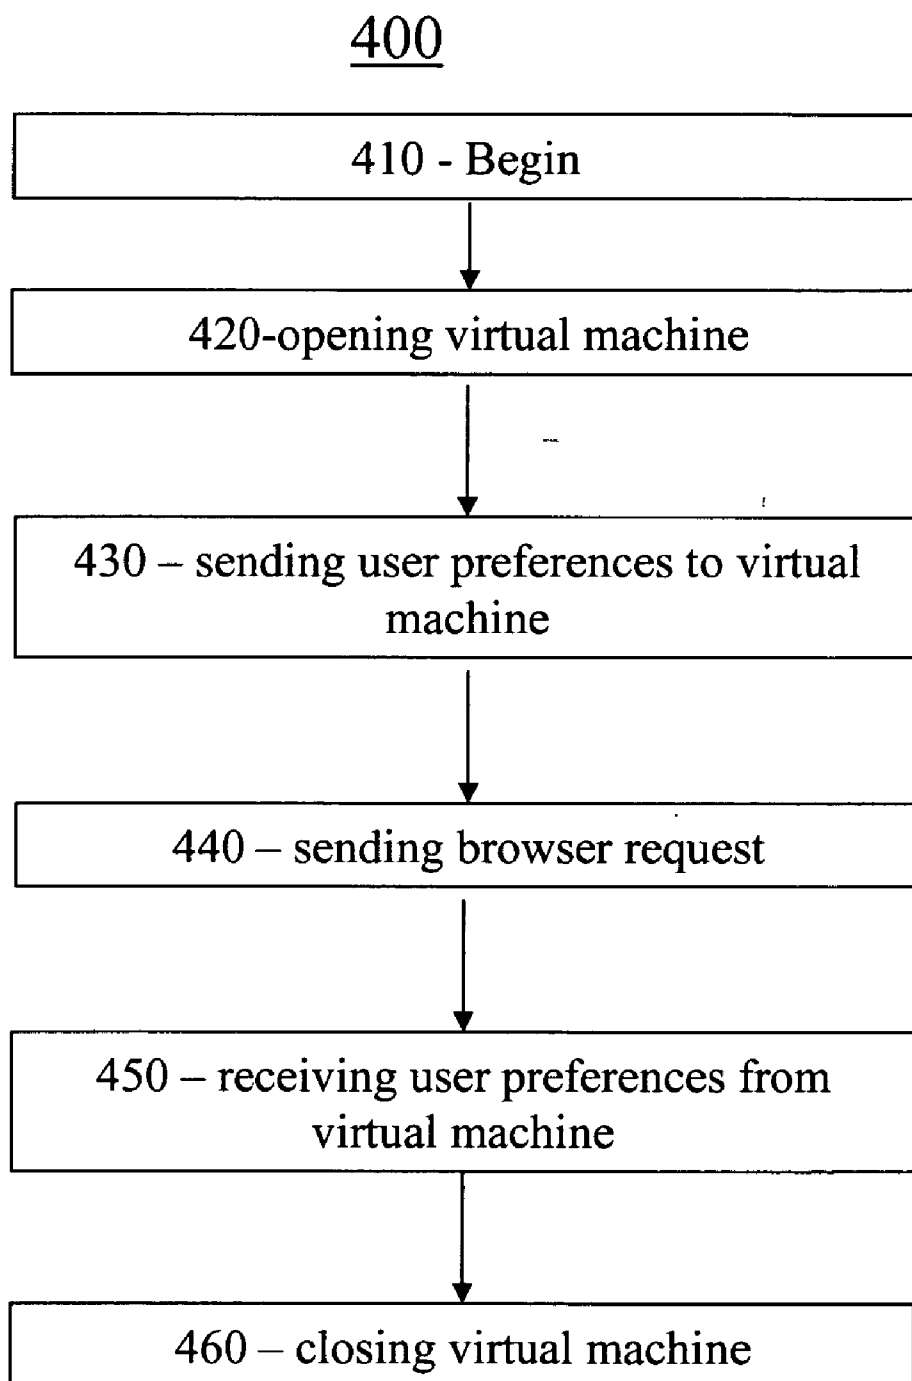 400
410 - Begin
420-opening virtual machine
430 – sending user preferences to virtual
machine
440 – sending browser request
450 – receiving user preferences from
virtual machine
460 – closing virtual machine